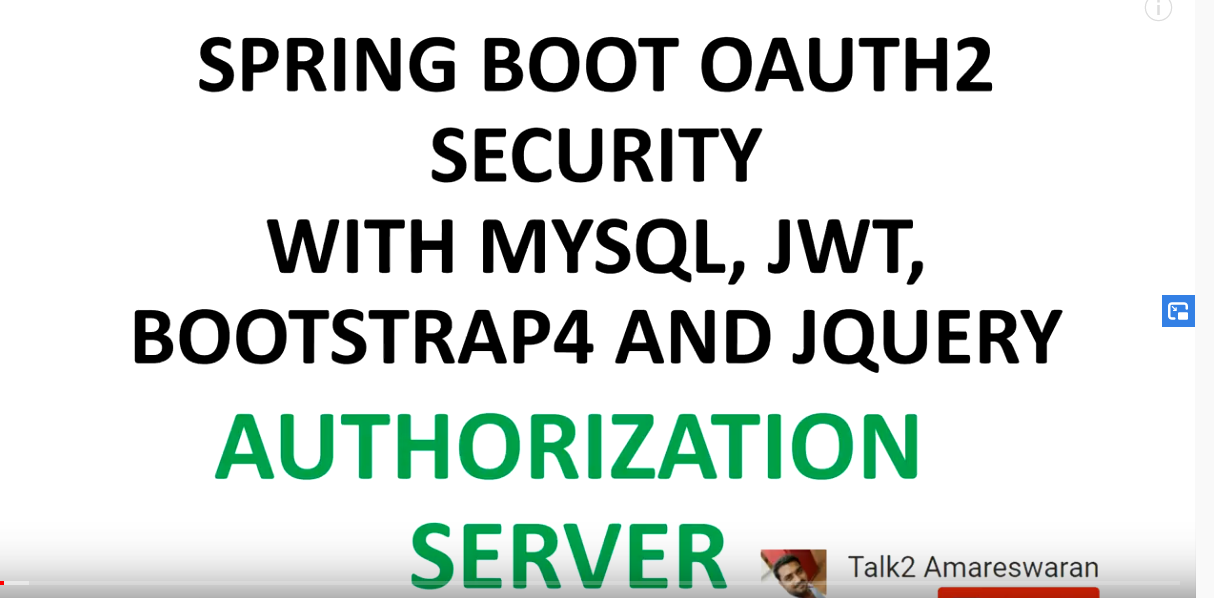 SPRING BOOT OAUTH2
SECURITY
WITH MYSQL, JWT,
BOOTSTRAP4 AND JQUERY
AUTHORIZATION
SERVER
Talk2 Amareswaran